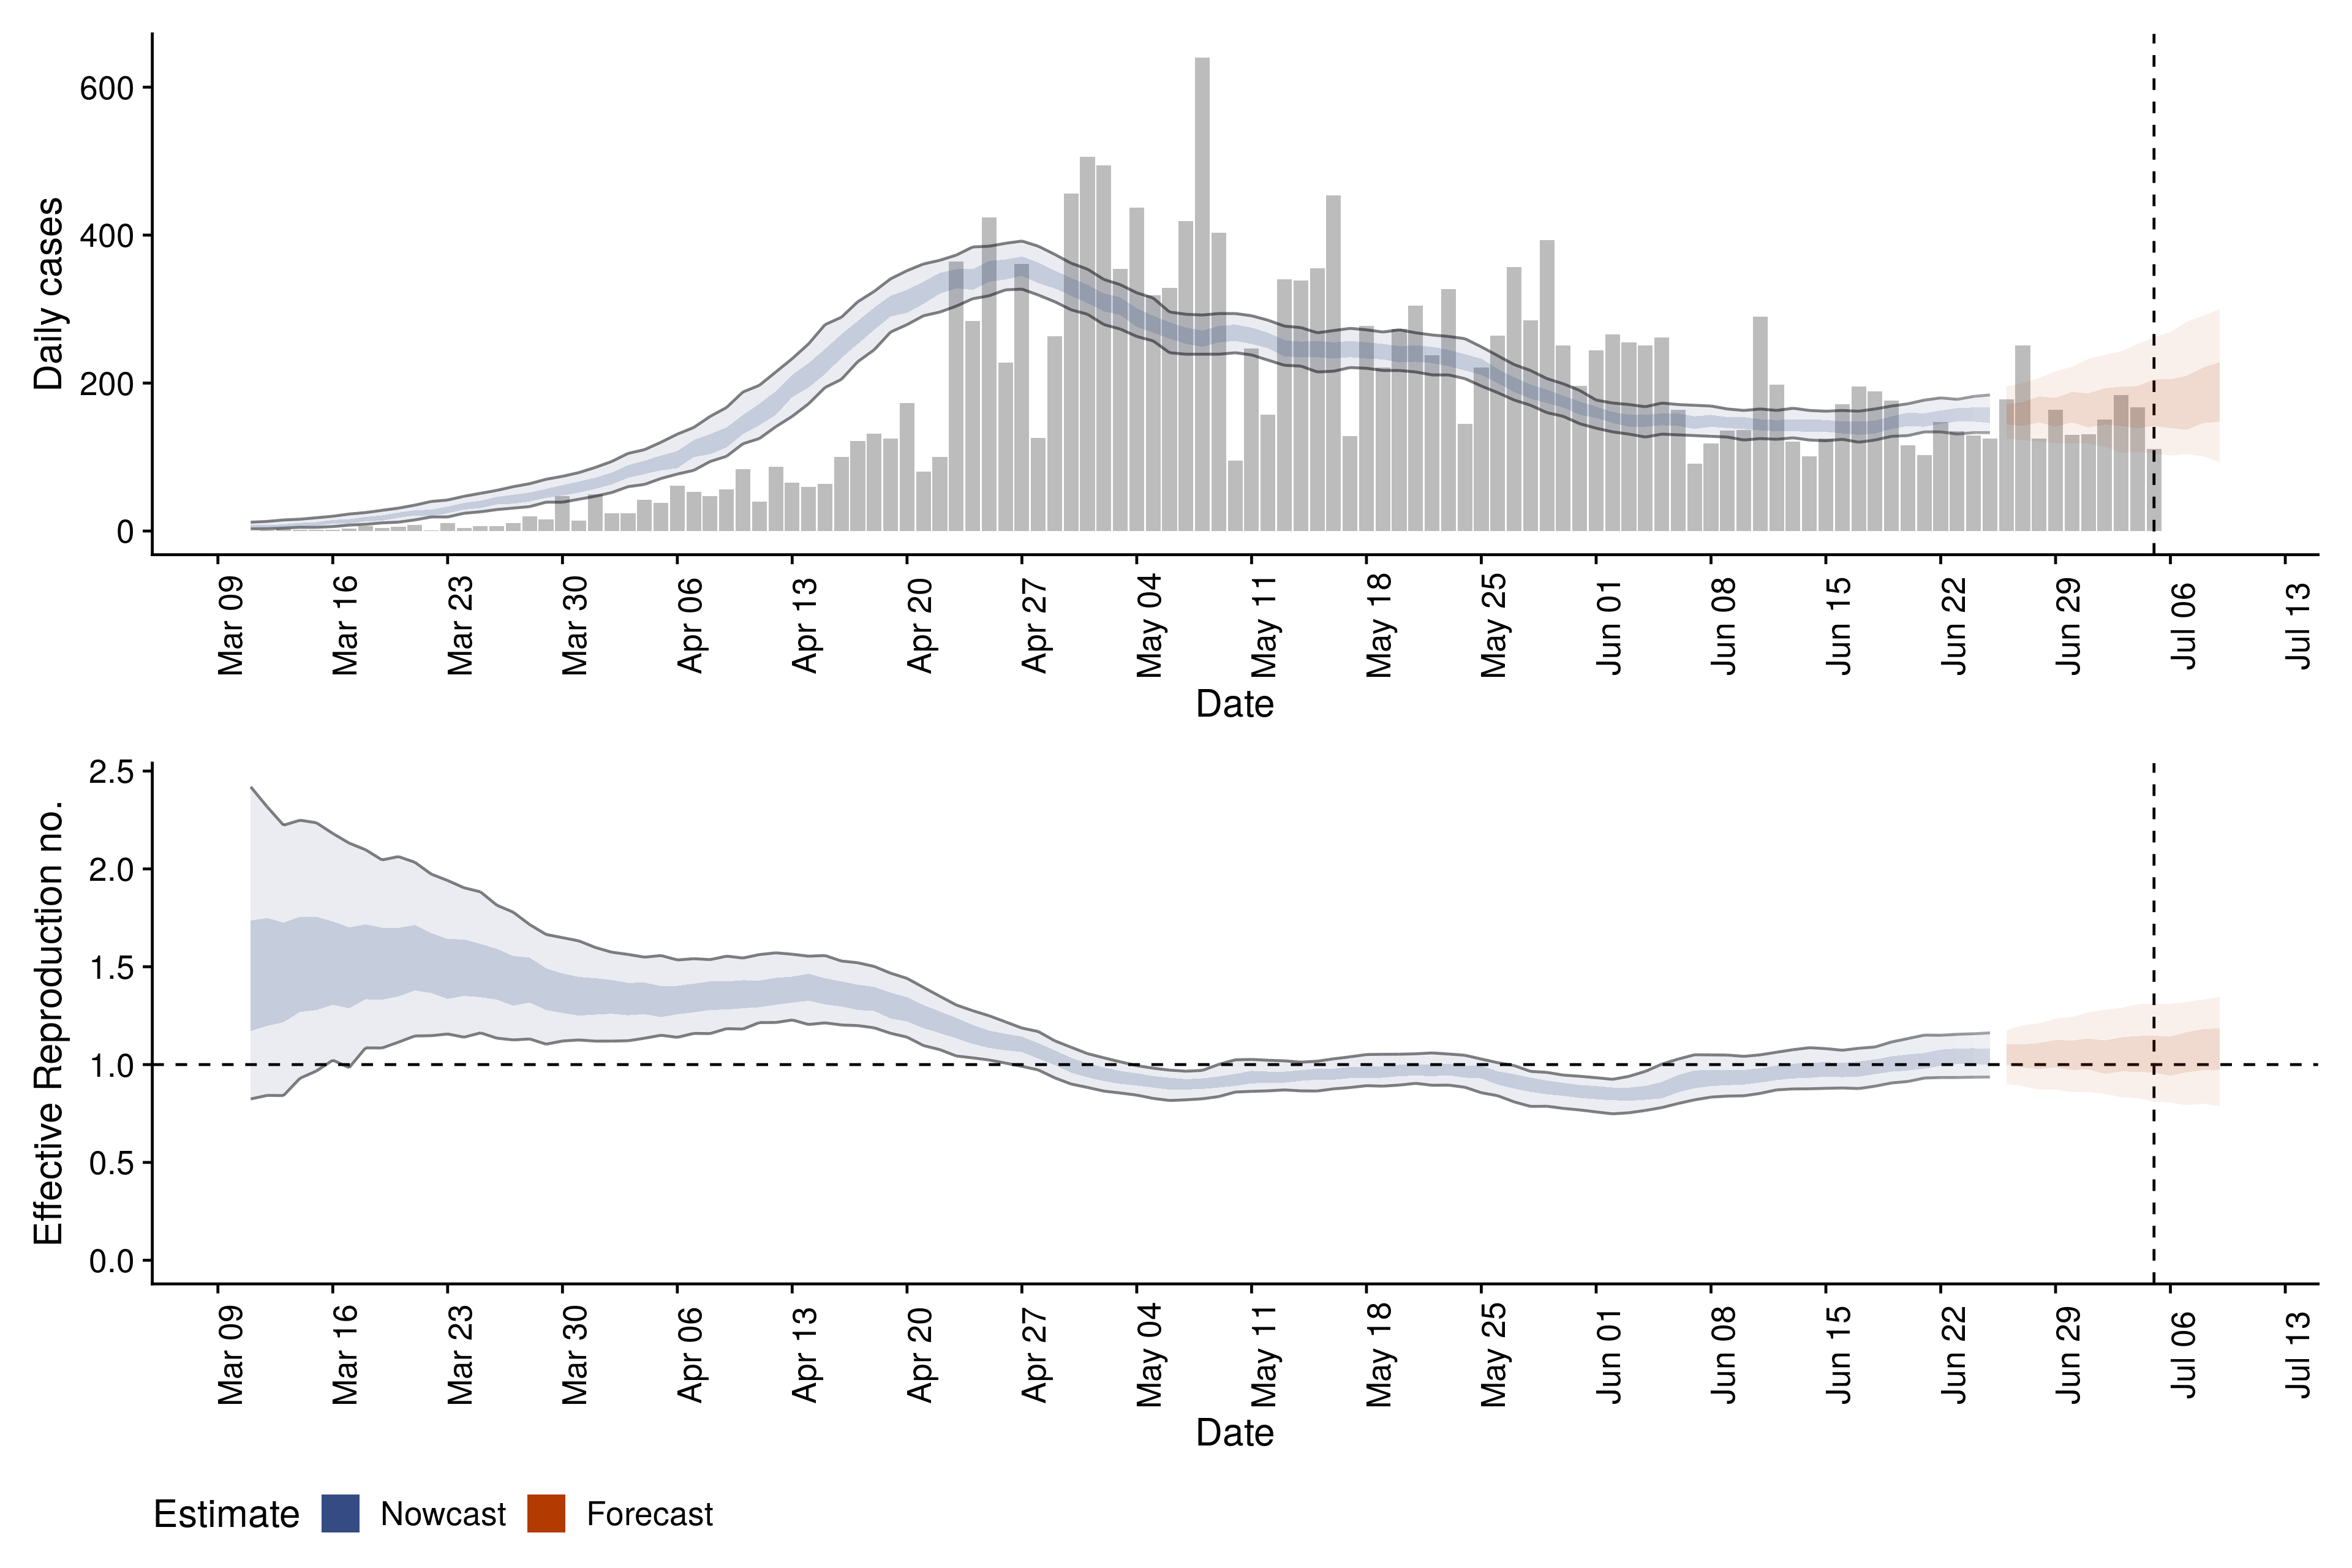 Daily cases
600
400
200
0
Mar 09
Mar 16
Mar 23
Mar 30
Apr 06
Apr 13
Apr 20
Apr 27
May 04
May 11
May 18
May 25
Jun 01
Jun 08
Jun 15
Jun 22
Jun 29
Jul 06
Jul 13
Date
Effective Reproduction no.
2.5
2.0
1.5
1.0
0.5
0.0
Mar 09
Mar 16
Mar 23
Mar 30
Apr 06
Apr 13
Apr 20
Apr 27
May 04
May 11
May 18
May 25
Jun 01
Jun 08
Jun 15
Jun 22
Jun 29
Jul 06
Jul 13
Date
Estimate Nowcast Forecast